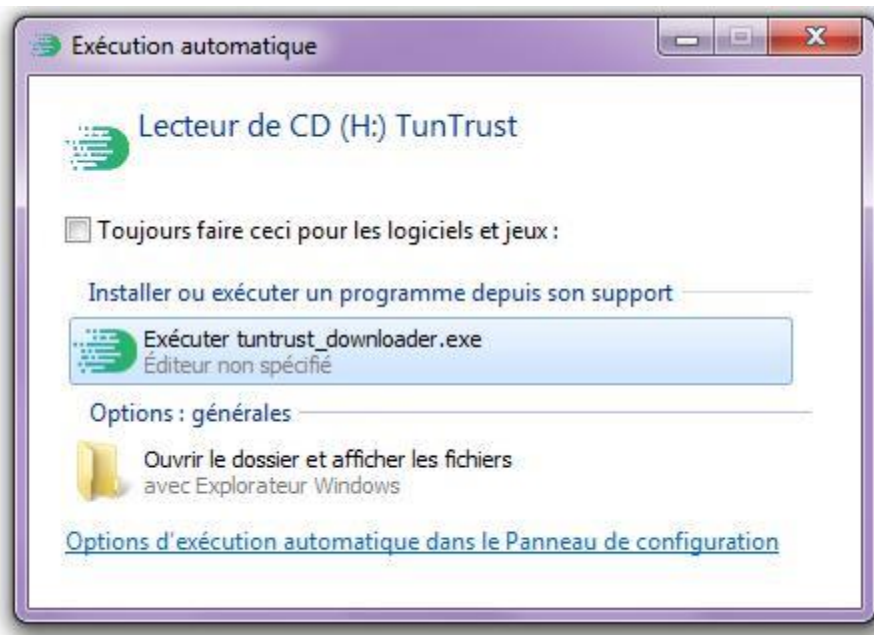 Exécution automatique
Lecteur de CD (H:) TunTrust
Toujours faire ceci pour les logiciels et jeux :
Installer ou exécuter un programme depuis son support
Exécuter tuntrust_downloader.exe
Éditeur non spécifié
Options : générales
Ouvrir le dossier et afficher les fichiers
avec Explorateur Windows
Options d'exécution automatique dans le Panneau de configuration